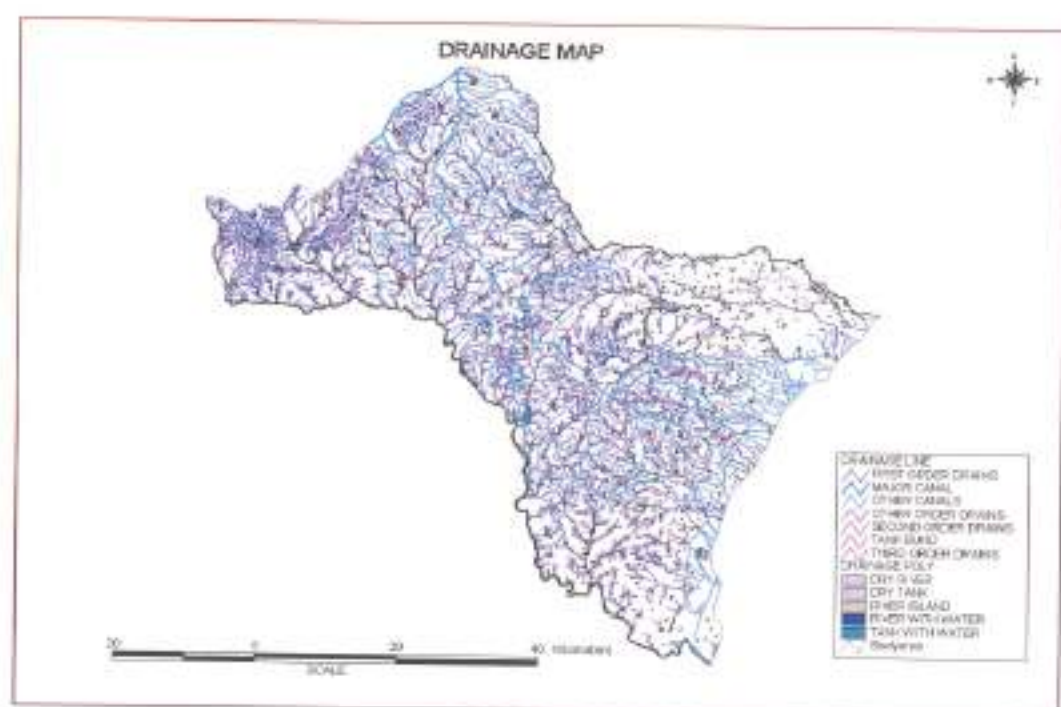 DRAINAGE MAP
DRAINAGE LINE
FIRST ORDER DRAINS
MAJOR CANAL
OTHER CANALS
OTHER ORDER DRAINS
SECOND ORDER DRAINS
TANK BUND
THIRD ORDER DRAINS
DRAINAGE POLY
DRY RIVER
DRY TANK
RIVER ISLAND
RIVER WITH WATER
TANK WITH WATER
20 0 20 40 Kilometers
SCALE